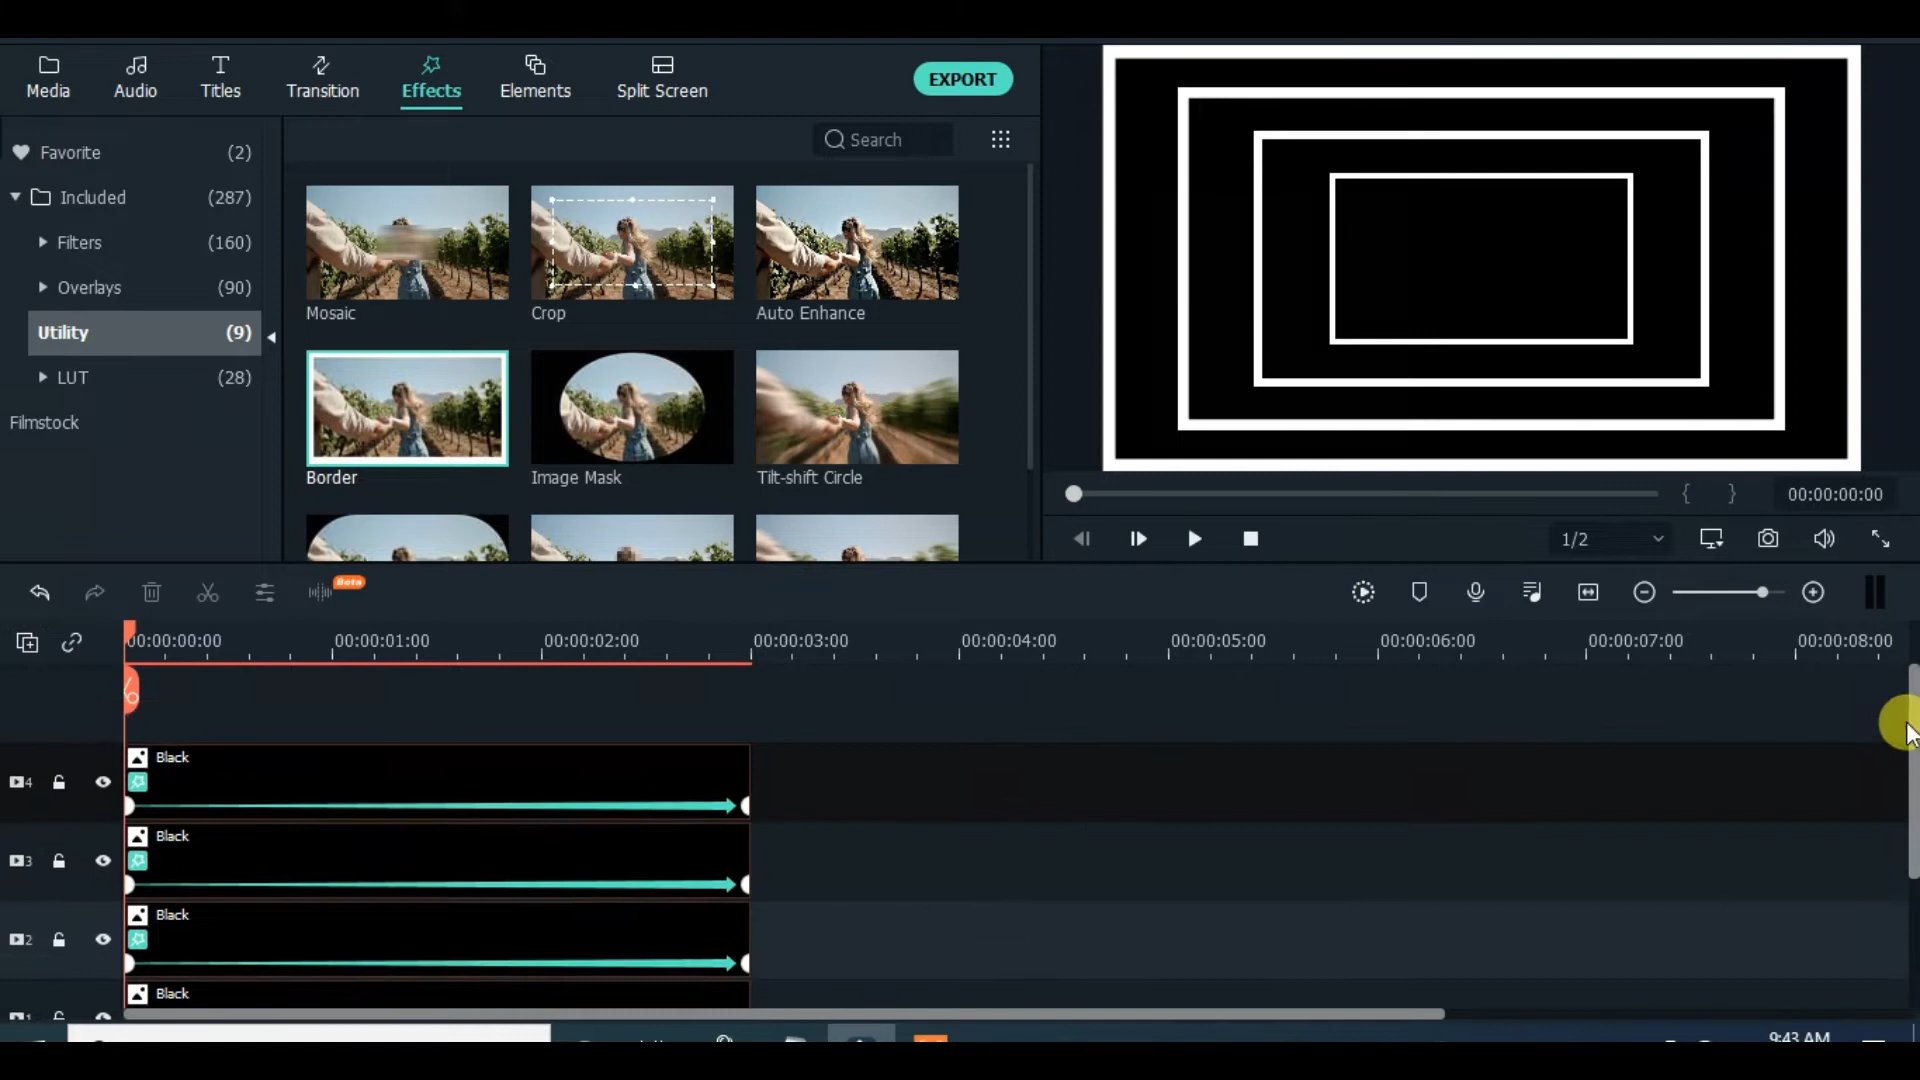 Media
Audio
Titles
Transition
Effects
Elements
Split Screen
EXPORT
Favorite (2)
Included (287)
Filters (160)
Overlays (90)
Utility (9)
LUT (28)
Filmstock
Search
Mosaic
Crop
Auto Enhance
Border
Image Mask
Tilt-shift Circle
00:00:00:00
1/2
Beta
00:00:00:00 00:00:01:00 00:00:02:00 00:00:03:00 00:00:04:00 00:00:05:00 00:00:06:00 00:00:07:00 00:00:08:00
4
Black
3
Black
2
Black
1
Black
9:43 AM